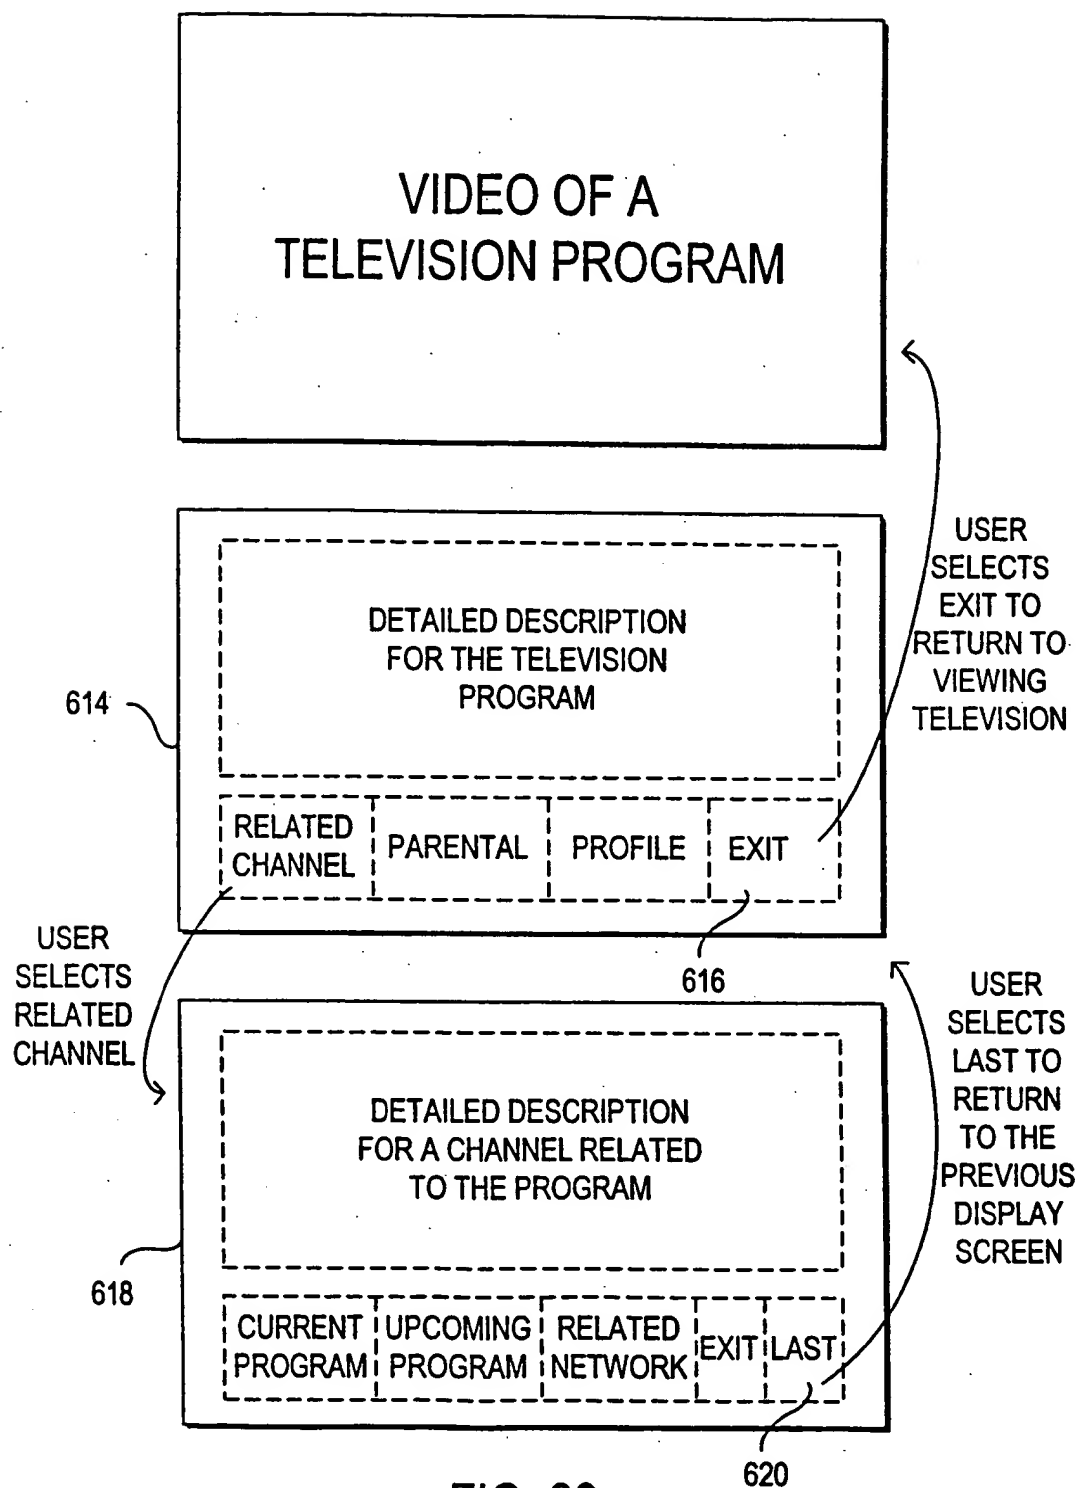 VIDEO OF A
TELEVISION PROGRAM
USER
SELECTS
EXIT TO
RETURN TO
VIEWING
TELEVISION
DETAILED DESCRIPTION
FOR THE TELEVISION
PROGRAM
614
RELATED
CHANNEL
PARENTAL
PROFILE
EXIT
616
USER
SELECTS
RELATED
CHANNEL
USER
SELECTS
LAST TO
RETURN
TO THE
PREVIOUS
DISPLAY
SCREEN
DETAILED DESCRIPTION
FOR A CHANNEL RELATED
TO THE PROGRAM
618
CURRENT
PROGRAM
UPCOMING
PROGRAM
RELATED
NETWORK
EXIT
LAST
620